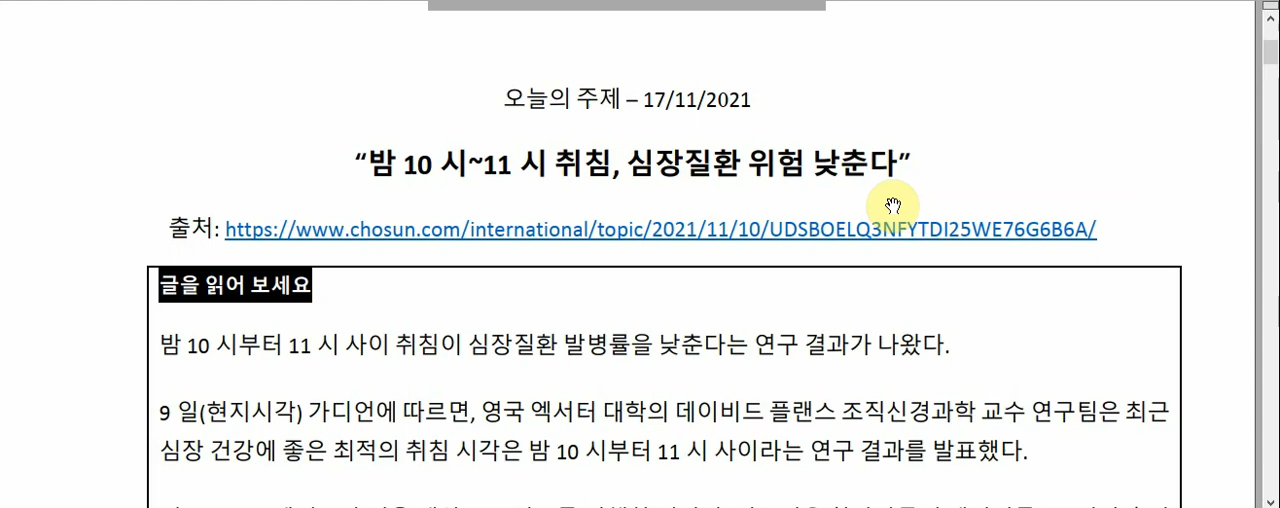 오늘의 주제 – 17/11/2021
“밤 10 시~11 시 취침, 심장질환 위험 낮춘다”
출처: https://www.chosun.com/international/topic/2021/11/10/UDSBOELQ3NFYTDI25WE76G6B6A/
글을 읽어 보세요
밤 10 시부터 11 시 사이 취침이 심장질환 발병률을 낮춘다는 연구 결과가 나왔다.
9 일(현지시각) 가디언에 따르면, 영국 엑서터 대학의 데이비드 플랜스 조직신경과학 교수 연구팀은 최근
심장 건강에 좋은 최적의 취침 시각은 밤 10 시부터 11 시 사이라는 연구 결과를 발표했다.